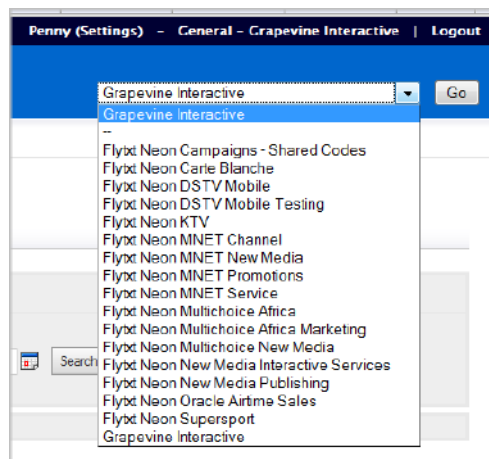 Penny (Settings) – General – Grapevine Interactive | Logout
Grapevine Interactive
Go
Grapevine Interactive
--
Flytxt Neon Campaigns - Shared Codes
Flytxt Neon Carte Blanche
Flytxt Neon DSTV Mobile
Flytxt Neon DSTV Mobile Testing
Flytxt Neon KTV
Flytxt Neon MNET Channel
Flytxt Neon MNET New Media
Flytxt Neon MNET Promotions
Flytxt Neon MNET Service
Flytxt Neon Multichoice Africa
Flytxt Neon Multichoice Africa Marketing
Flytxt Neon Multichoice New Media
Flytxt Neon New Media Interactive Services
Flytxt Neon New Media Publishing
Flytxt Neon Oracle Airtime Sales
Flytxt Neon Supersport
Grapevine Interactive
Search